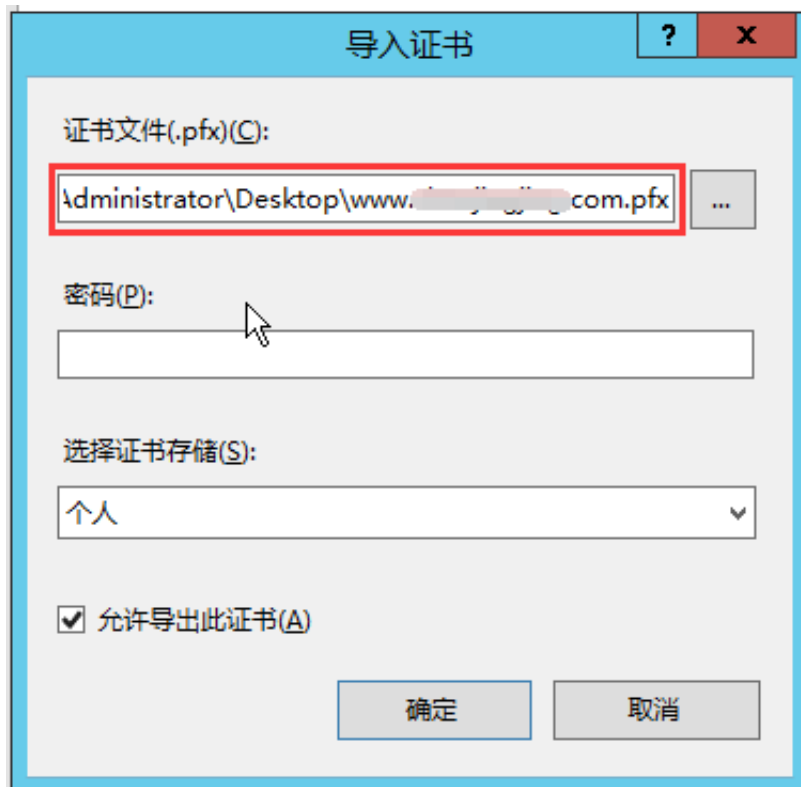 导入证书
?
x
证书文件(.pfx)(C):
\dministrator\Desktop\www. com.pfx
...
密码(P):
选择证书存储(S):
个人
允许导出此证书(A)
确定
取消